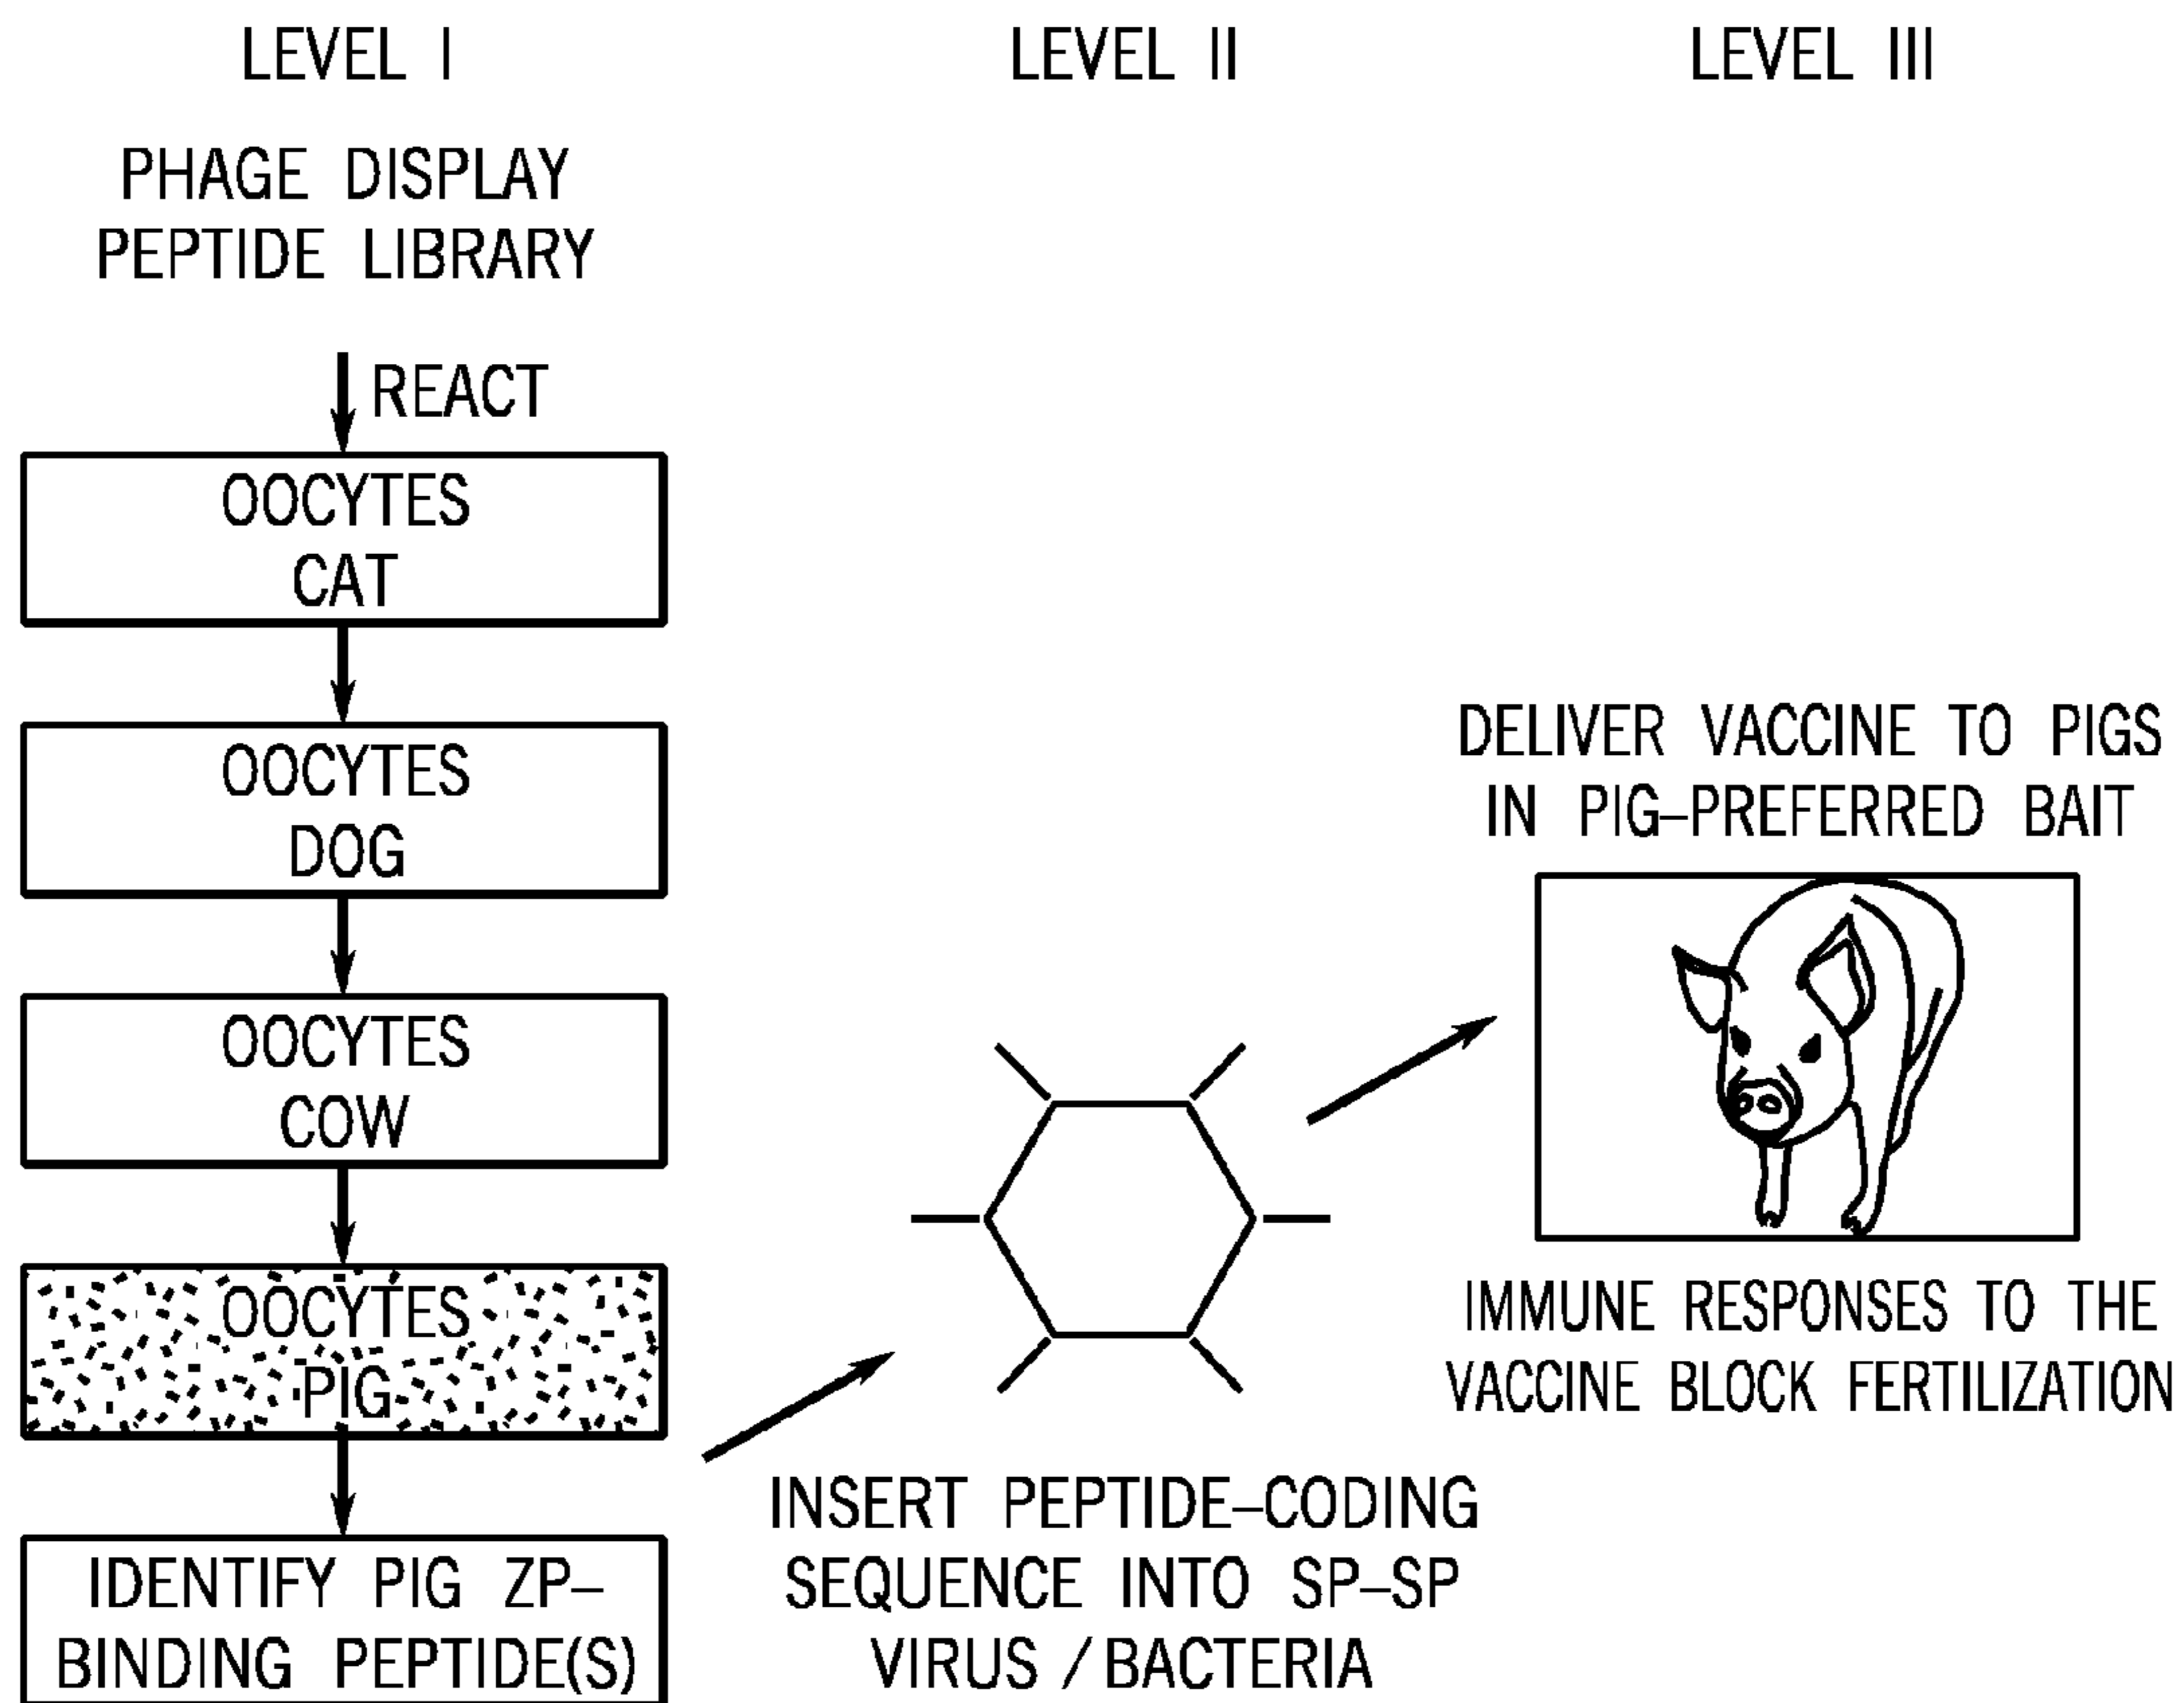 LEVEL I
PHAGE DISPLAY
PEPTIDE LIBRARY
REACT
OOCYTES
CAT
OOCYTES
DOG
OOCYTES
COW
OOCYTES
PIG
IDENTIFY PIG ZP–
BINDING PEPTIDE(S)
LEVEL II
INSERT PEPTIDE–CODING
SEQUENCE INTO SP–SP
VIRUS / BACTERIA
LEVEL III
DELIVER VACCINE TO PIGS
IN PIG–PREFERRED BAIT
IMMUNE RESPONSES TO THE
VACCINE BLOCK FERTILIZATION